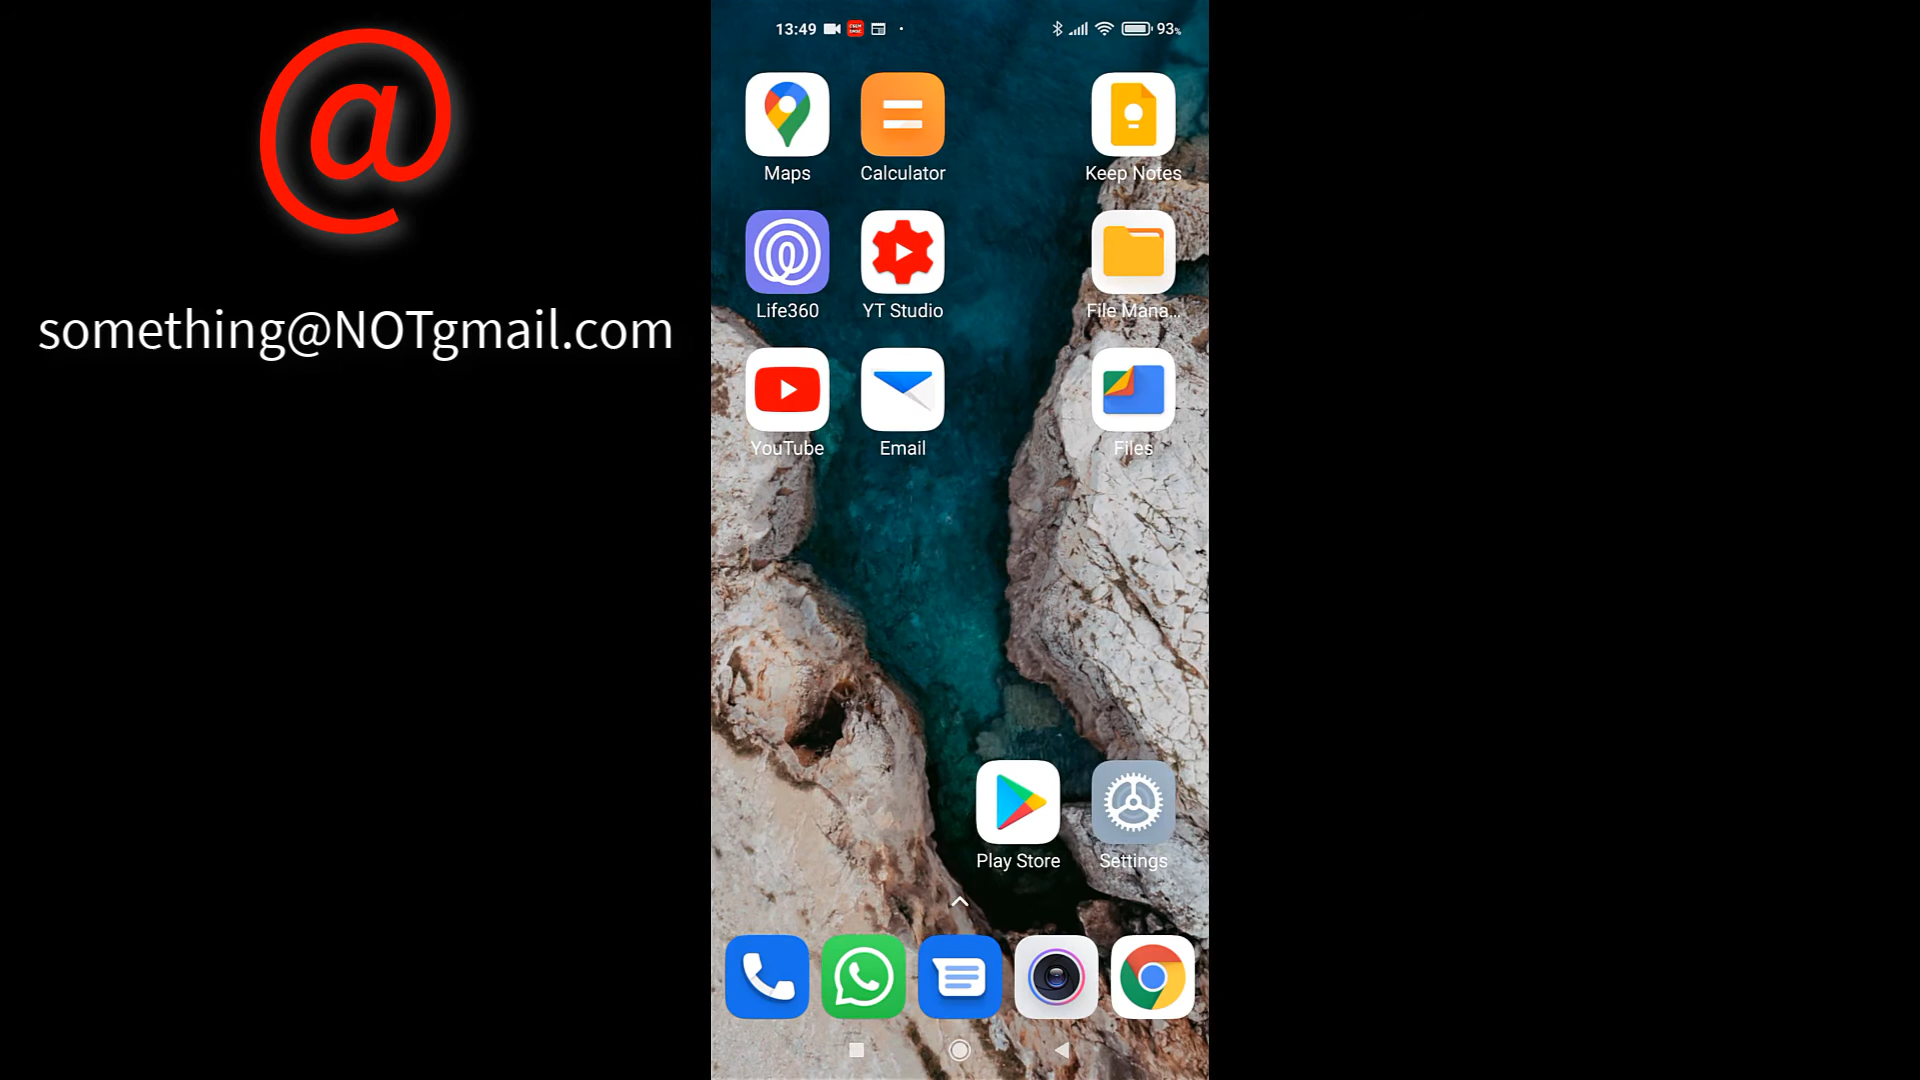 @
something@NOTgmail.com
13:49
93%
Maps
Calculator
Keep Notes
Life360
YT Studio
File Mana...
YouTube
Email
Files
Play Store
Settings